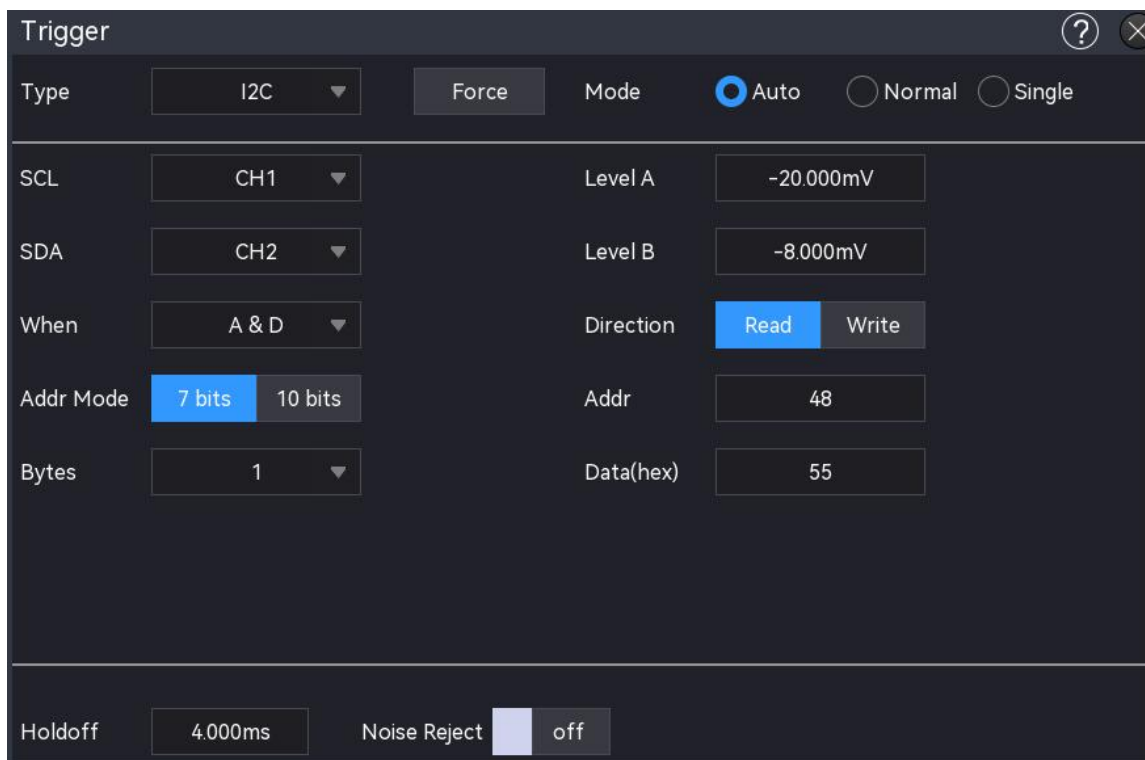 Trigger ?
Type I2C Force Mode Auto Normal Single
SCL CH1 Level A -20.000mV
SDA CH2 Level B -8.000mV
When A & D Direction Read Write
Addr Mode 7 bits 10 bits Addr 48
Bytes 1 Data(hex) 55
Holdoff 4.000ms Noise Reject off